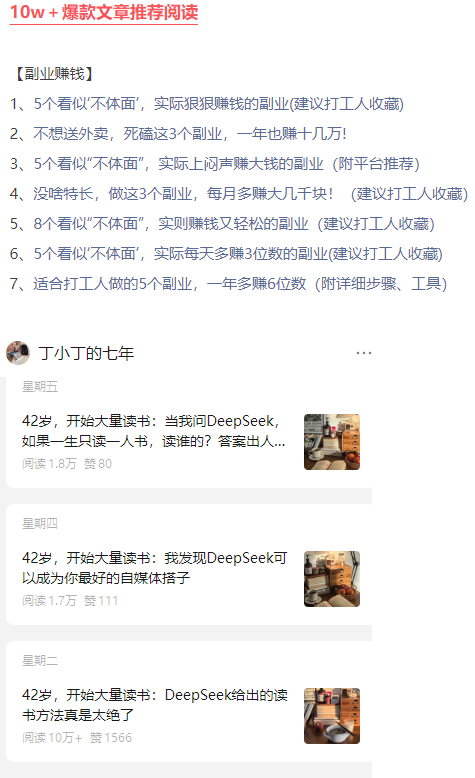 10w＋爆款文章推荐阅读
【副业赚钱】
1、5个看似‘不体面’，实际狠狠赚钱的副业(建议打工人收藏)
2、不想送外卖，死磕这3个副业，一年也赚十几万!
3、5个看似“不体面”，实际上闷声赚大钱的副业（附平台推荐）
4、没啥特长，做这3个副业，每月多赚大几千块！（建议打工人收藏)
5、8个看似“不体面”，实则赚钱又轻松的副业（建议打工人收藏）
6、5个看似‘不体面’，实际每天多赚3位数的副业(建议打工人收藏)
7、适合打工人做的5个副业，一年多赚6位数（附详细步骤、工具）
丁小丁的七年
星期五
42岁，开始大量读书：当我问DeepSeek，
如果一生只读一人书，读谁的？答案出人...
阅读1.8万 赞80
星期四
42岁，开始大量读书：我发现DeepSeek可
以成为你最好的自媒体搭子
阅读1.7万 赞111
星期二
42岁，开始大量读书：DeepSeek给出的读
书方法真是太绝了
阅读10万+ 赞1566